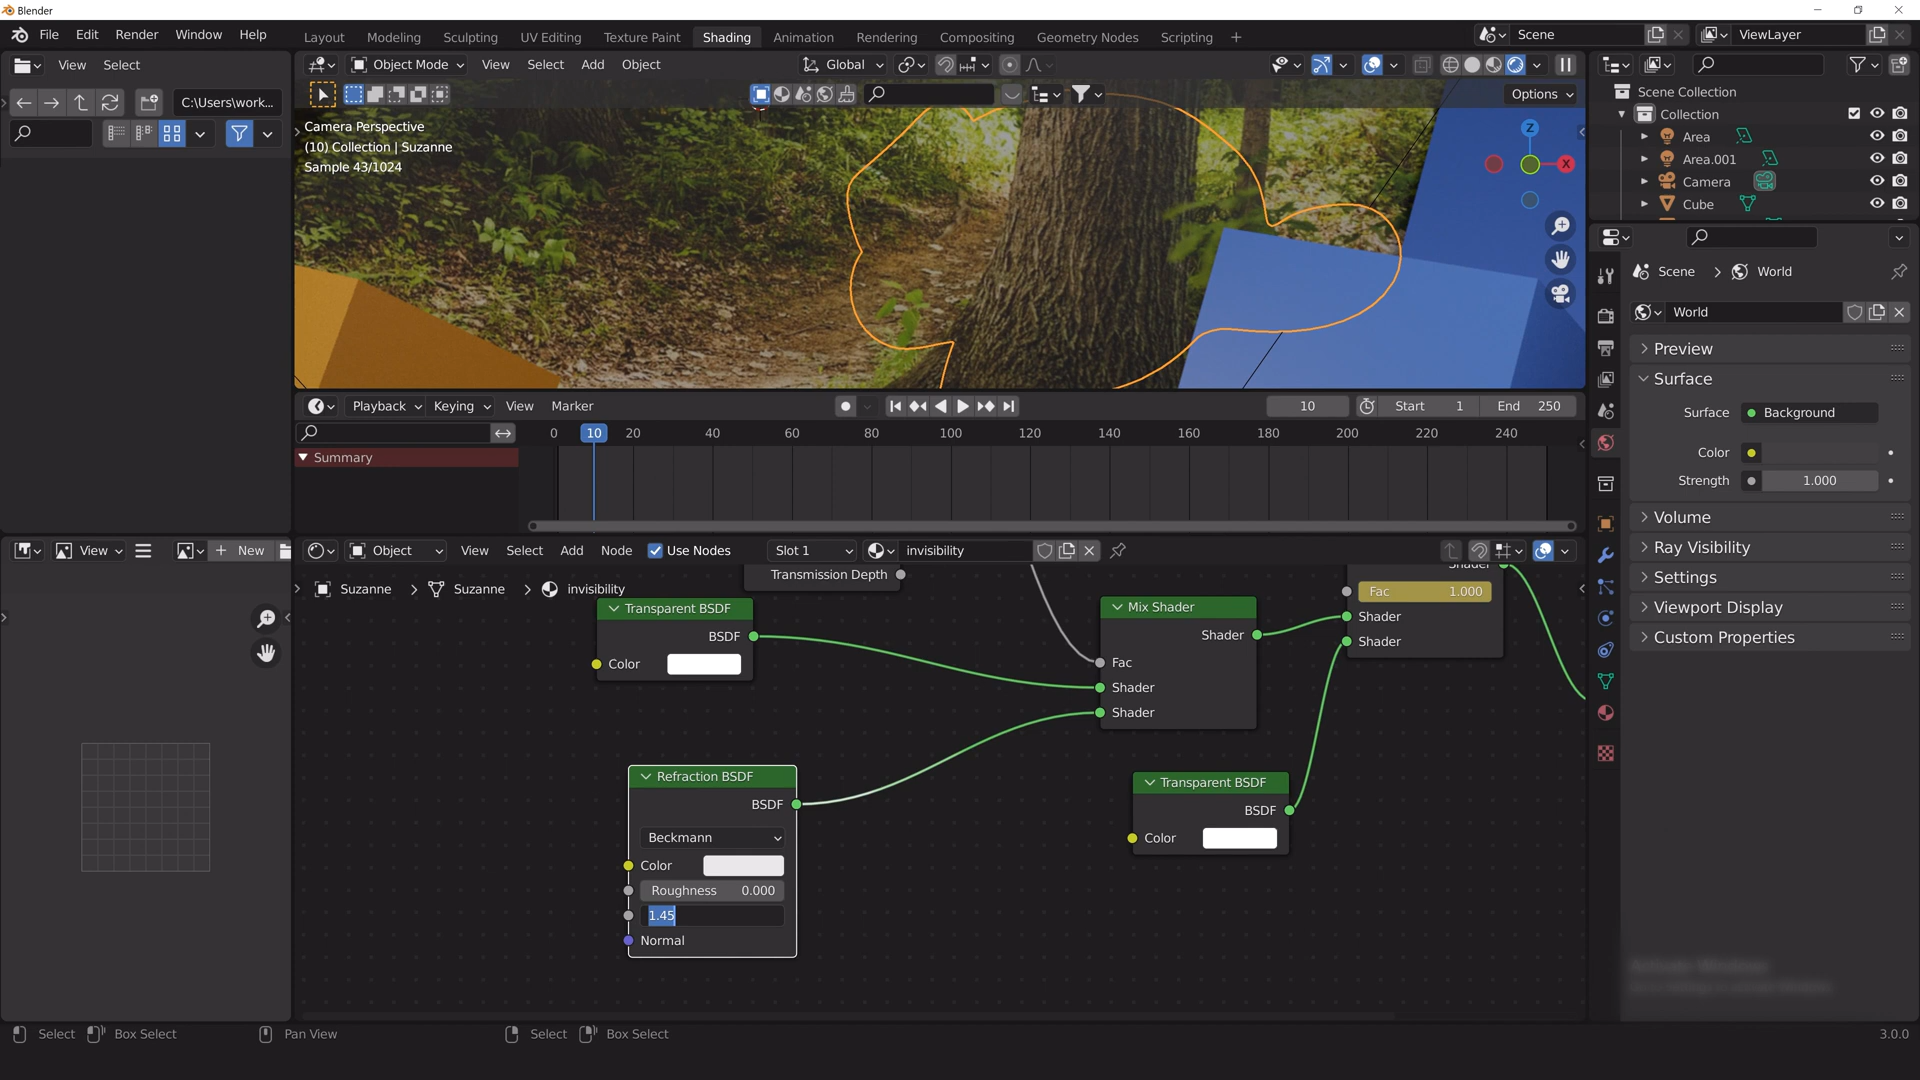 Blender
File Edit Render Window Help
Layout Modeling Sculpting UV Editing Texture Paint Shading Animation Rendering Compositing Geometry Nodes Scripting
Scene
ViewLayer
View Select
Object Mode View Select Add Object
Global
C:\Users\work...
Options
Camera Perspective
(10) Collection | Suzanne
Sample 43/1024
Z
X
Scene Collection
Collection
Area
Area.001
Camera
Cube
Scene > World
World
Preview
Surface
Surface Background
Color
Strength 1.000
Volume
Ray Visibility
Settings
Viewport Display
Custom Properties
Playback Keying View Marker
10
Start 1
End 250
0 10 20 40 60 80 100 120 140 160 180 200 220 240
Summary
View
New
Object View Select Add Node Use Nodes Slot 1 invisibility
Suzanne > Suzanne > invisibility
Transmission Depth
Transparent BSDF
BSDF
Color
Mix Shader
Shader
Fac
Shader
Shader
Shader
Fac 1.000
Shader
Shader
Refraction BSDF
BSDF
Beckmann
Color
Roughness 0.000
1.45
Normal
Transparent BSDF
BSDF
Color
Select Box Select Pan View Select Box Select
3.0.0